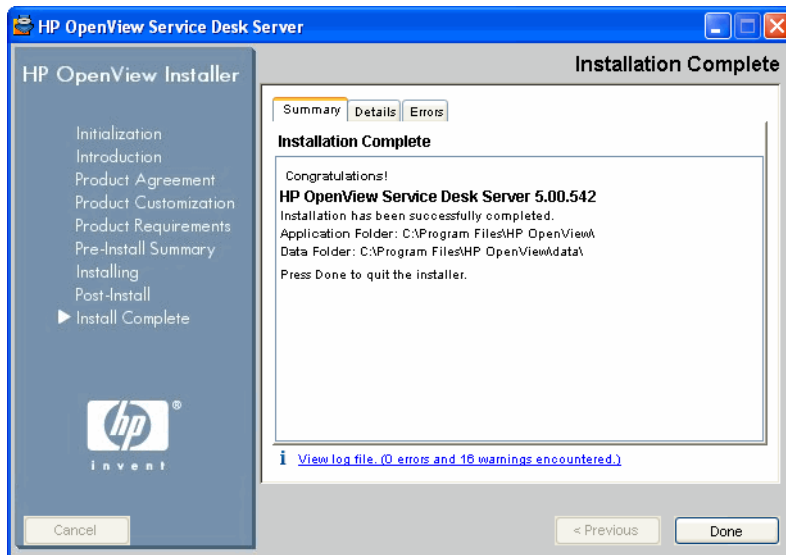 HP OpenView Service Desk Server
HP OpenView Installer
Initialization
Introduction
Product Agreement
Product Customization
Product Requirements
Pre-Install Summary
Installing
Post-Install
Install Complete
hp
®
invent
Cancel
Installation Complete
Summary
Details
Errors
Installation Complete
Congratulations!
HP OpenView Service Desk Server 5.00.542
Installation has been successfully completed.
Application Folder: C:\Program Files\HP OpenView\
Data Folder: C:\Program Files\HP OpenView\data\
Press Done to quit the installer.
i View log file. (0 errors and 16 warnings encountered.)
< Previous
Done